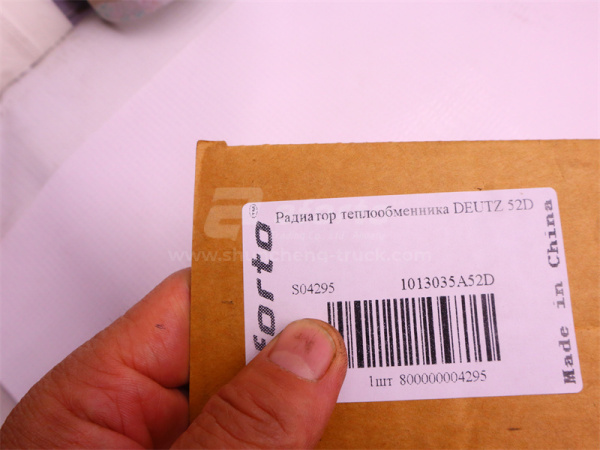 Радиатор теплообменника DEUTZ 52D
forto
S04295
1013035A52D
1шт 800000004295
Made in China